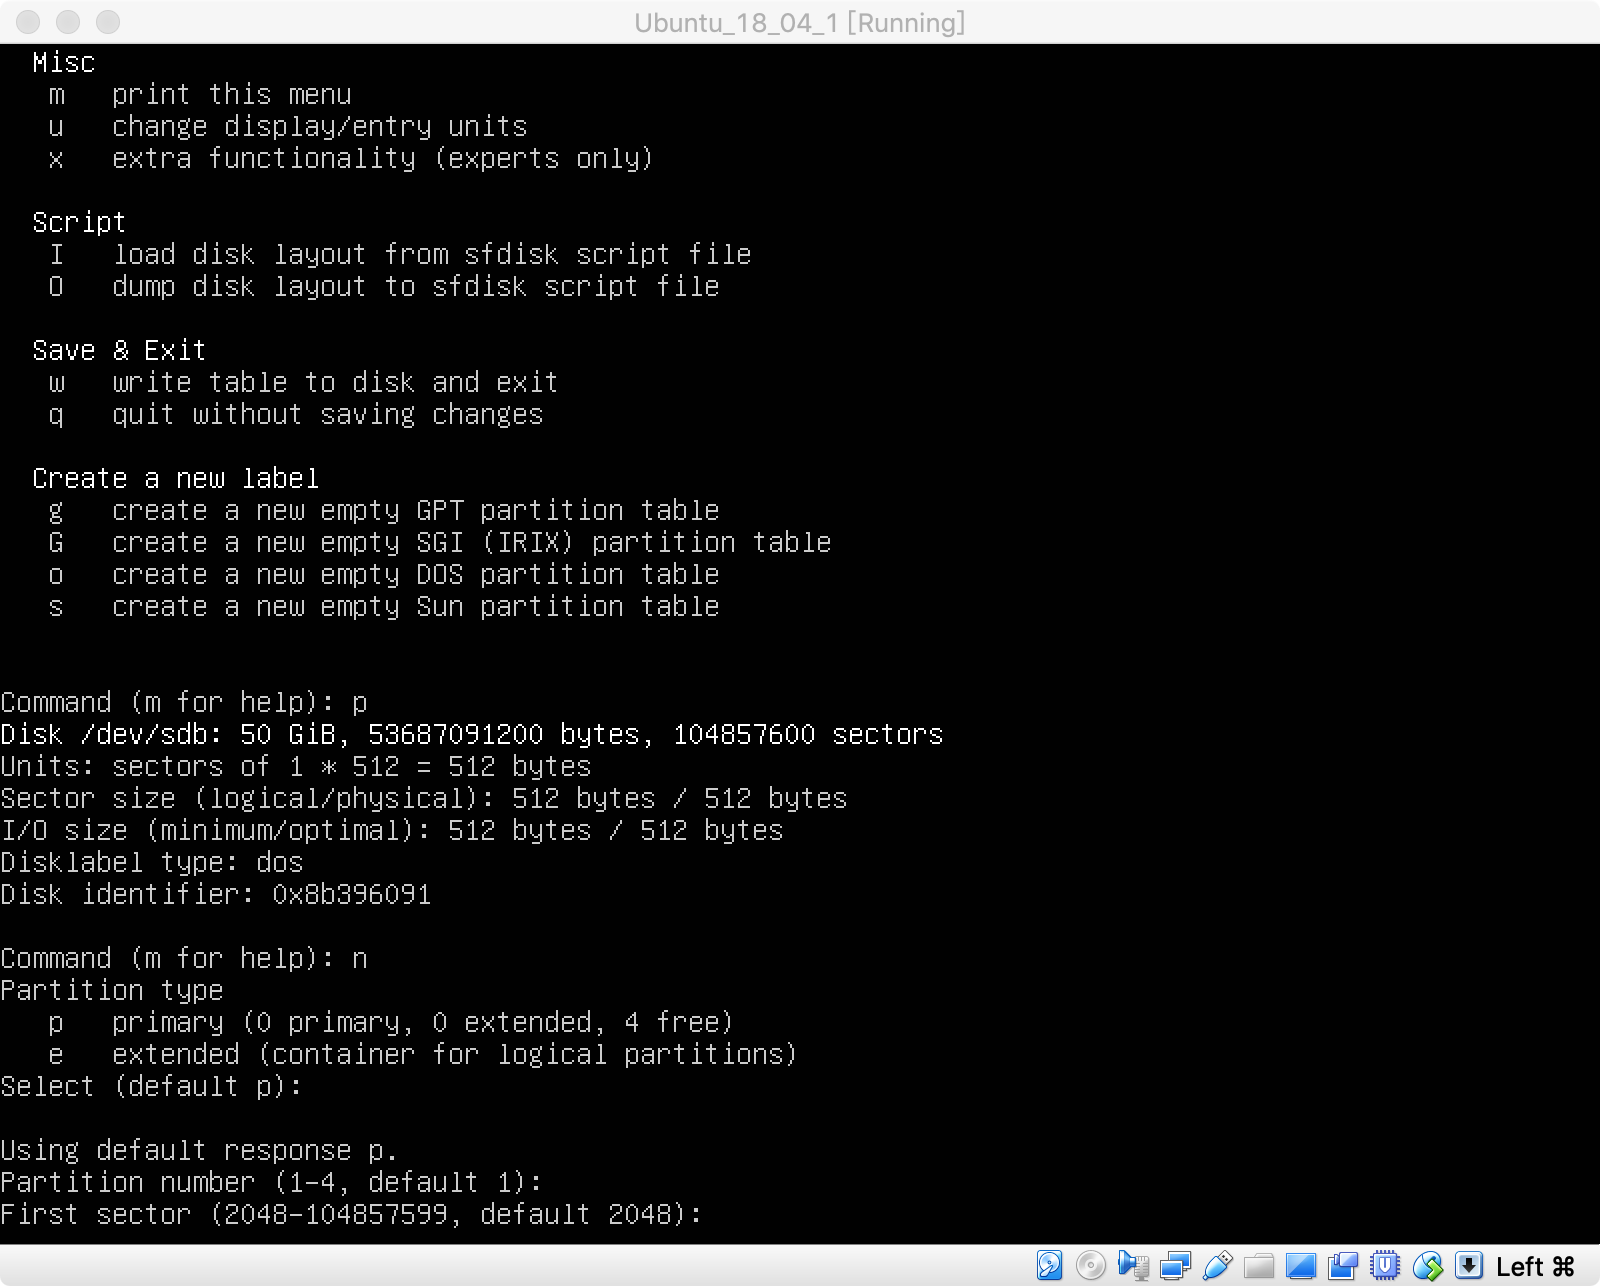 Ubuntu_18_04_1 [Running]
Misc
m   print this menu
u   change display/entry units
x   extra functionality (experts only)
Script
I   load disk layout from sfdisk script file
O   dump disk layout to sfdisk script file
Save & Exit
w   write table to disk and exit
q   quit without saving changes
Create a new label
g   create a new empty GPT partition table
G   create a new empty SGI (IRIX) partition table
o   create a new empty DOS partition table
s   create a new empty Sun partition table
Command (m for help): p
Disk /dev/sdb: 50 GiB, 53687091200 bytes, 104857600 sectors
Units: sectors of 1 * 512 = 512 bytes
Sector size (logical/physical): 512 bytes / 512 bytes
I/O size (minimum/optimal): 512 bytes / 512 bytes
Disklabel type: dos
Disk identifier: 0x8b396091
Command (m for help): n
Partition type
p   primary (0 primary, 0 extended, 4 free)
e   extended (container for logical partitions)
Select (default p):
Using default response p.
Partition number (1-4, default 1):
First sector (2048-104857599, default 2048):
Left ⌘